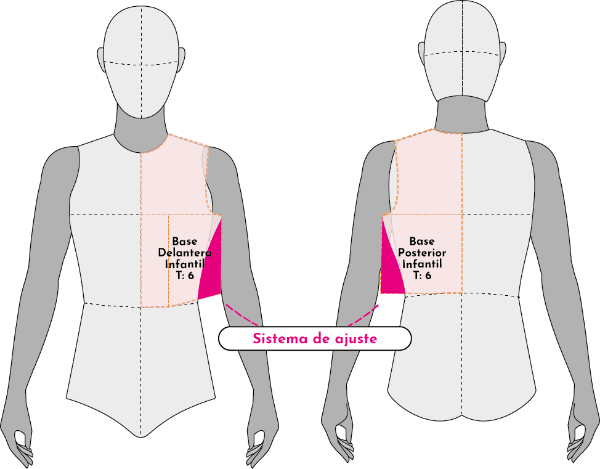 Base
Delantera
Infantil
T: 6
Base
Posterior
Infantil
T: 6
Sistema de ajuste